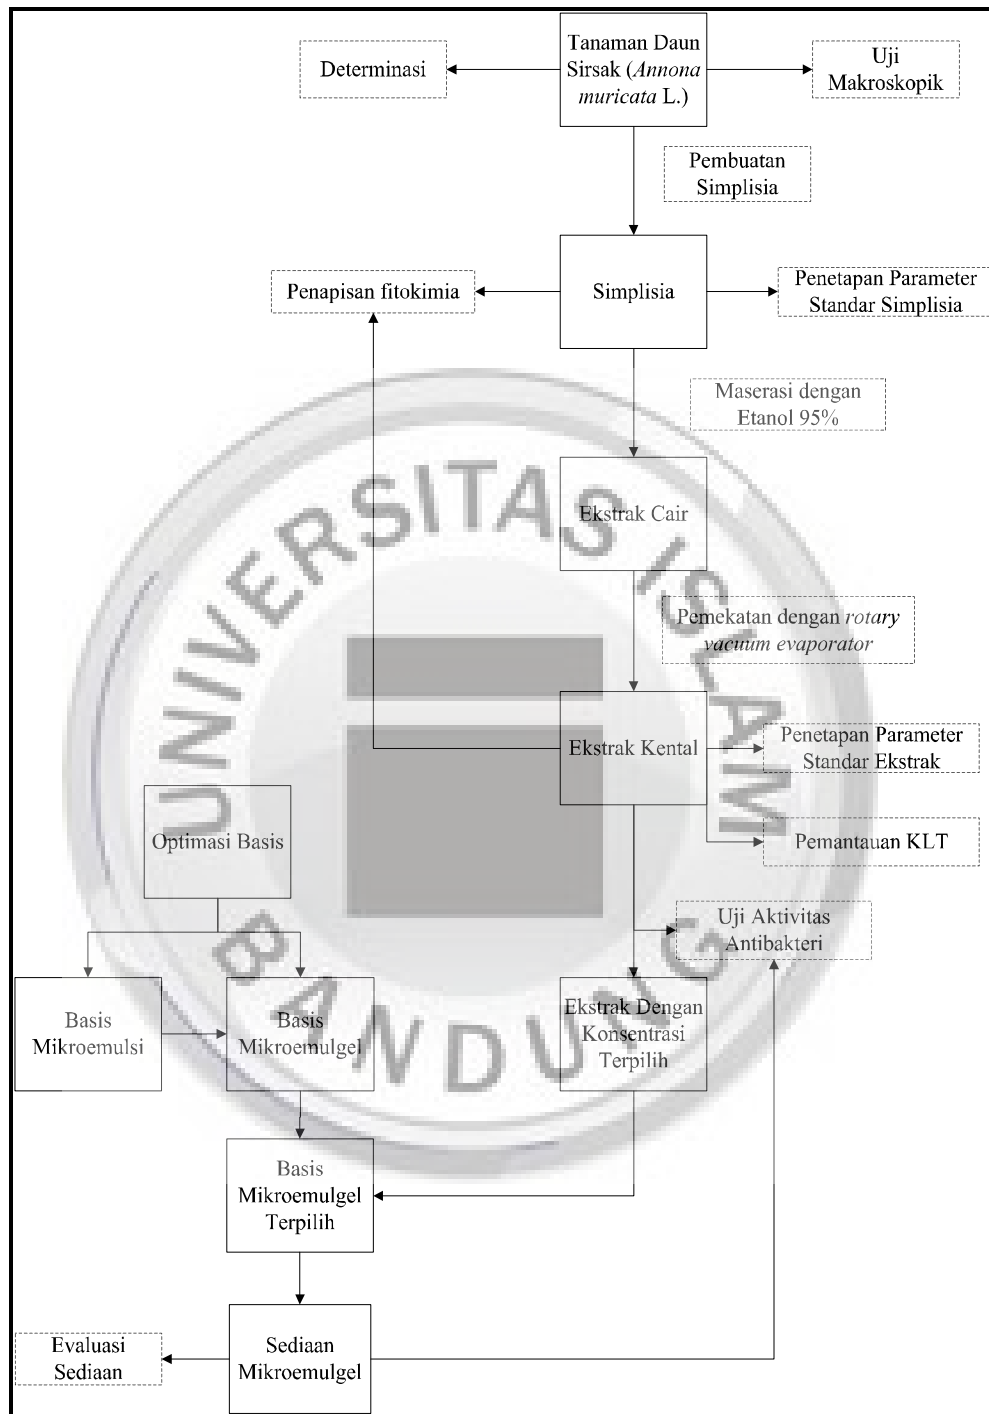 Determinasi
Tanaman Daun
Sirsak (Annona
muricata L.)
Uji
Makroskopik
Pembuatan
Simplisia
Penapisan fitokimia
Simplisia
Penetapan Parameter
Standar Simplisia
Maserasi dengan
Etanol 95%
Ekstrak Cair
Pemekatan dengan rotary
vacuum evaporator
Ekstrak Kental
Penetapan Parameter
Standar Ekstrak
Pemantauan KLT
Optimasi Basis
Uji Aktivitas
Antibakteri
Basis
Mikroemulsi
Basis
Mikroemulgel
Ekstrak Dengan
Konsentrasi
Terpilih
Basis
Mikroemulgel
Terpilih
Evaluasi
Sediaan
Sediaan
Mikroemulgel
UNIVERSITAS ISLAM
BANDUNG